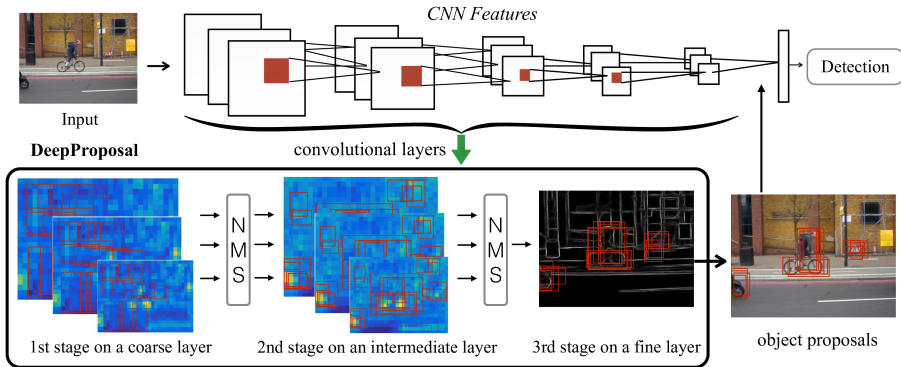 CNN Features
Input
Detection
DeepProposal
convolutional layers
N
M
S
N
M
S
1st stage on a coarse layer
2nd stage on an intermediate layer
3rd stage on a fine layer
object proposals